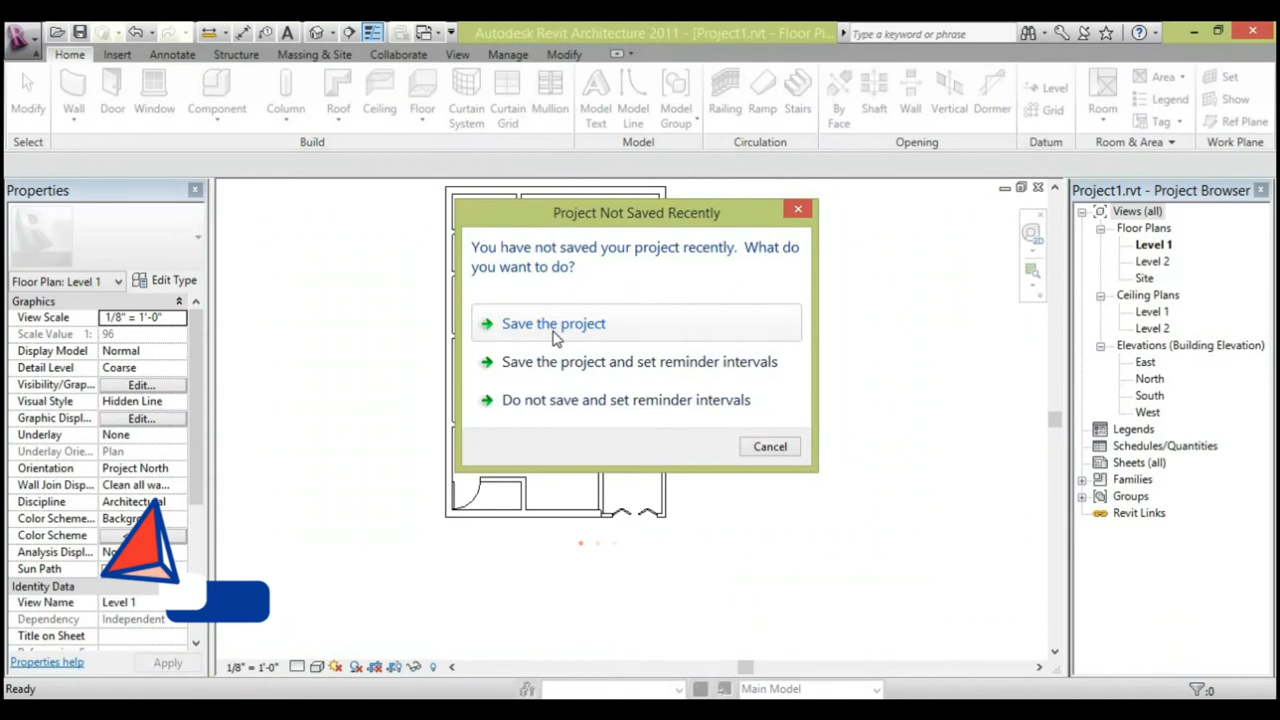 Autodesk Revit Architecture 2011 - [Project1.rvt - Floor Pl...
Type a keyword or phrase
Home Insert Annotate Structure Massing & Site Collaborate View Manage Modify
Modify Wall Door Window Component Column Roof Ceiling Floor Curtain System Curtain Grid Mullion Model Text Model Line Model Group Railing Ramp Stairs By Face Shaft Wall Vertical Dormer Level Grid Room Area Legend Tag Set Show Ref Plane
Select Build Model Circulation Opening Datum Room & Area Work Plane
Properties
Floor Plan: Level 1 Edit Type
Graphics
View Scale 1/8" = 1'-0"
Scale Value 1: 96
Display Model Normal
Detail Level Coarse
Visibility/Grap... Edit...
Visual Style Hidden Line
Graphic Displ... Edit...
Underlay None
Underlay Orie... Plan
Orientation Project North
Wall Join Disp... Clean all wa...
Discipline Architectural
Color Scheme... Backgr
Color Scheme
Analysis Displ... No
Sun Path
Identity Data
View Name Level 1
Dependency Independent
Title on Sheet
Properties help Apply
Project Not Saved Recently
You have not saved your project recently. What do
you want to do?
Save the project
Save the project and set reminder intervals
Do not save and set reminder intervals
Cancel
Project1.rvt - Project Browser
Views (all)
Floor Plans
Level 1
Level 2
Site
Ceiling Plans
Level 1
Level 2
Elevations (Building Elevation)
East
North
South
West
Legends
Schedules/Quantities
Sheets (all)
Families
Groups
Revit Links
1/8" = 1'-0"
Ready Main Model :0